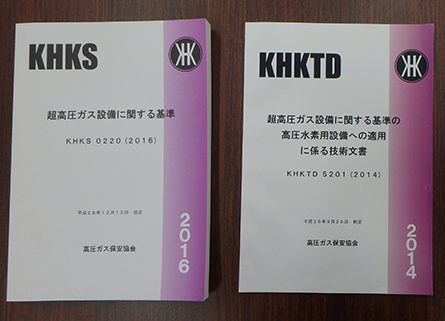 KHKS
超高圧ガス設備に関する基準
KHKS 0220 (2016)
平成28年12月13日 改正
高圧ガス保安協会
2016
KHKTD
超高圧ガス設備に関する基準の
高圧水素用設備への適用
に係る技術文書
KHKTD 5201 (2014)
平成26年9月26日 制定
高圧ガス保安協会
2014